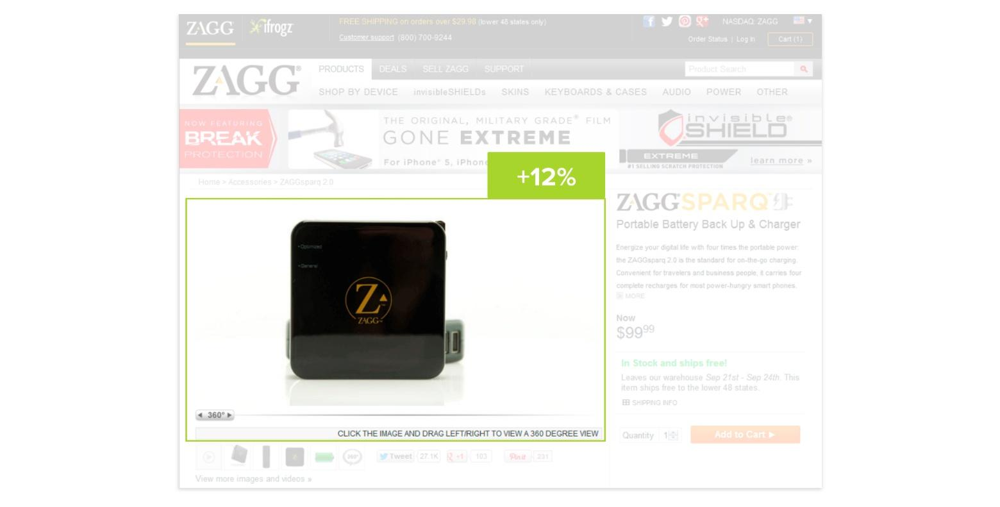 ZAGG
ifrogz
FREE SHIPPING on orders over $29.98 (lower 48 states only)
Customer support (800) 700-9244
NASDAQ: ZAGG
Order Status | Log In
Cart (1)
ZAGG®
PRODUCTS
DEALS
SELL ZAGG
SUPPORT
Product Search
SHOP BY DEVICE
invisibleSHIELDs
SKINS
KEYBOARDS & CASES
AUDIO
POWER
OTHER
NOW FEATURING
BREAK
PROTECTION
THE ORIGINAL, MILITARY GRADE® FILM
GONE EXTREME
For iPhone® 5, iPhone
invisible®
SHIELD
EXTREME
#1 SELLING SCRATCH PROTECTION
learn more »
+12%
Home > Accessories > ZAGGsparq 2.0
•Optimized
•General
Z
ZAGG™
360°
CLICK THE IMAGE AND DRAG LEFT/RIGHT TO VIEW A 360 DEGREE VIEW
360°
Tweet
27.1K
+1
103
Pin it
231
View more images and videos »
ZAGGSPARQ™
Portable Battery Back Up & Charger
Energize your digital life with four times the portable power:
the ZAGGsparq 2.0 is the standard for on-the-go charging.
Convenient for travelers and business people, it carries four
complete recharges for most power-hungry smart phones.
MORE
Now
$99⁹⁹
In Stock and ships free!
Leaves our warehouse Sep 21st - Sep 24th. This
item ships free to the lower 48 states.
SHIPPING INFO
Quantity 1
Add to Cart